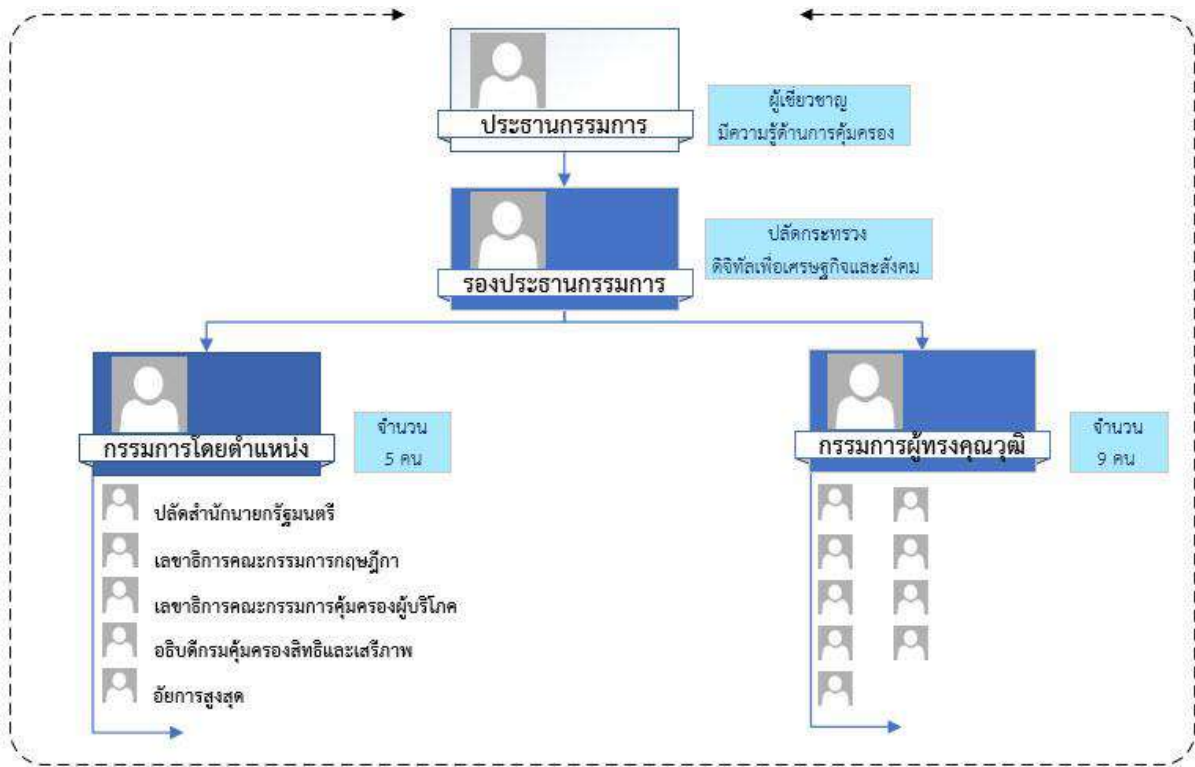 ประธานกรรมการ
ผู้เชี่ยวชาญ
มีความรู้ด้านการคุ้มครอง
รองประธานกรรมการ
ปลัดกระทรวง
ดิจิทัลเพื่อเศรษฐกิจและสังคม
กรรมการโดยตำแหน่ง
จำนวน
5 คน
ปลัดสำนักนายกรัฐมนตรี
เลขาธิการคณะกรรมการกฤษฎีกา
เลขาธิการคณะกรรมการคุ้มครองผู้บริโภค
อธิบดีกรมคุ้มครองสิทธิและเสรีภาพ
อัยการสูงสุด
กรรมการผู้ทรงคุณวุฒิ
จำนวน
9 คน